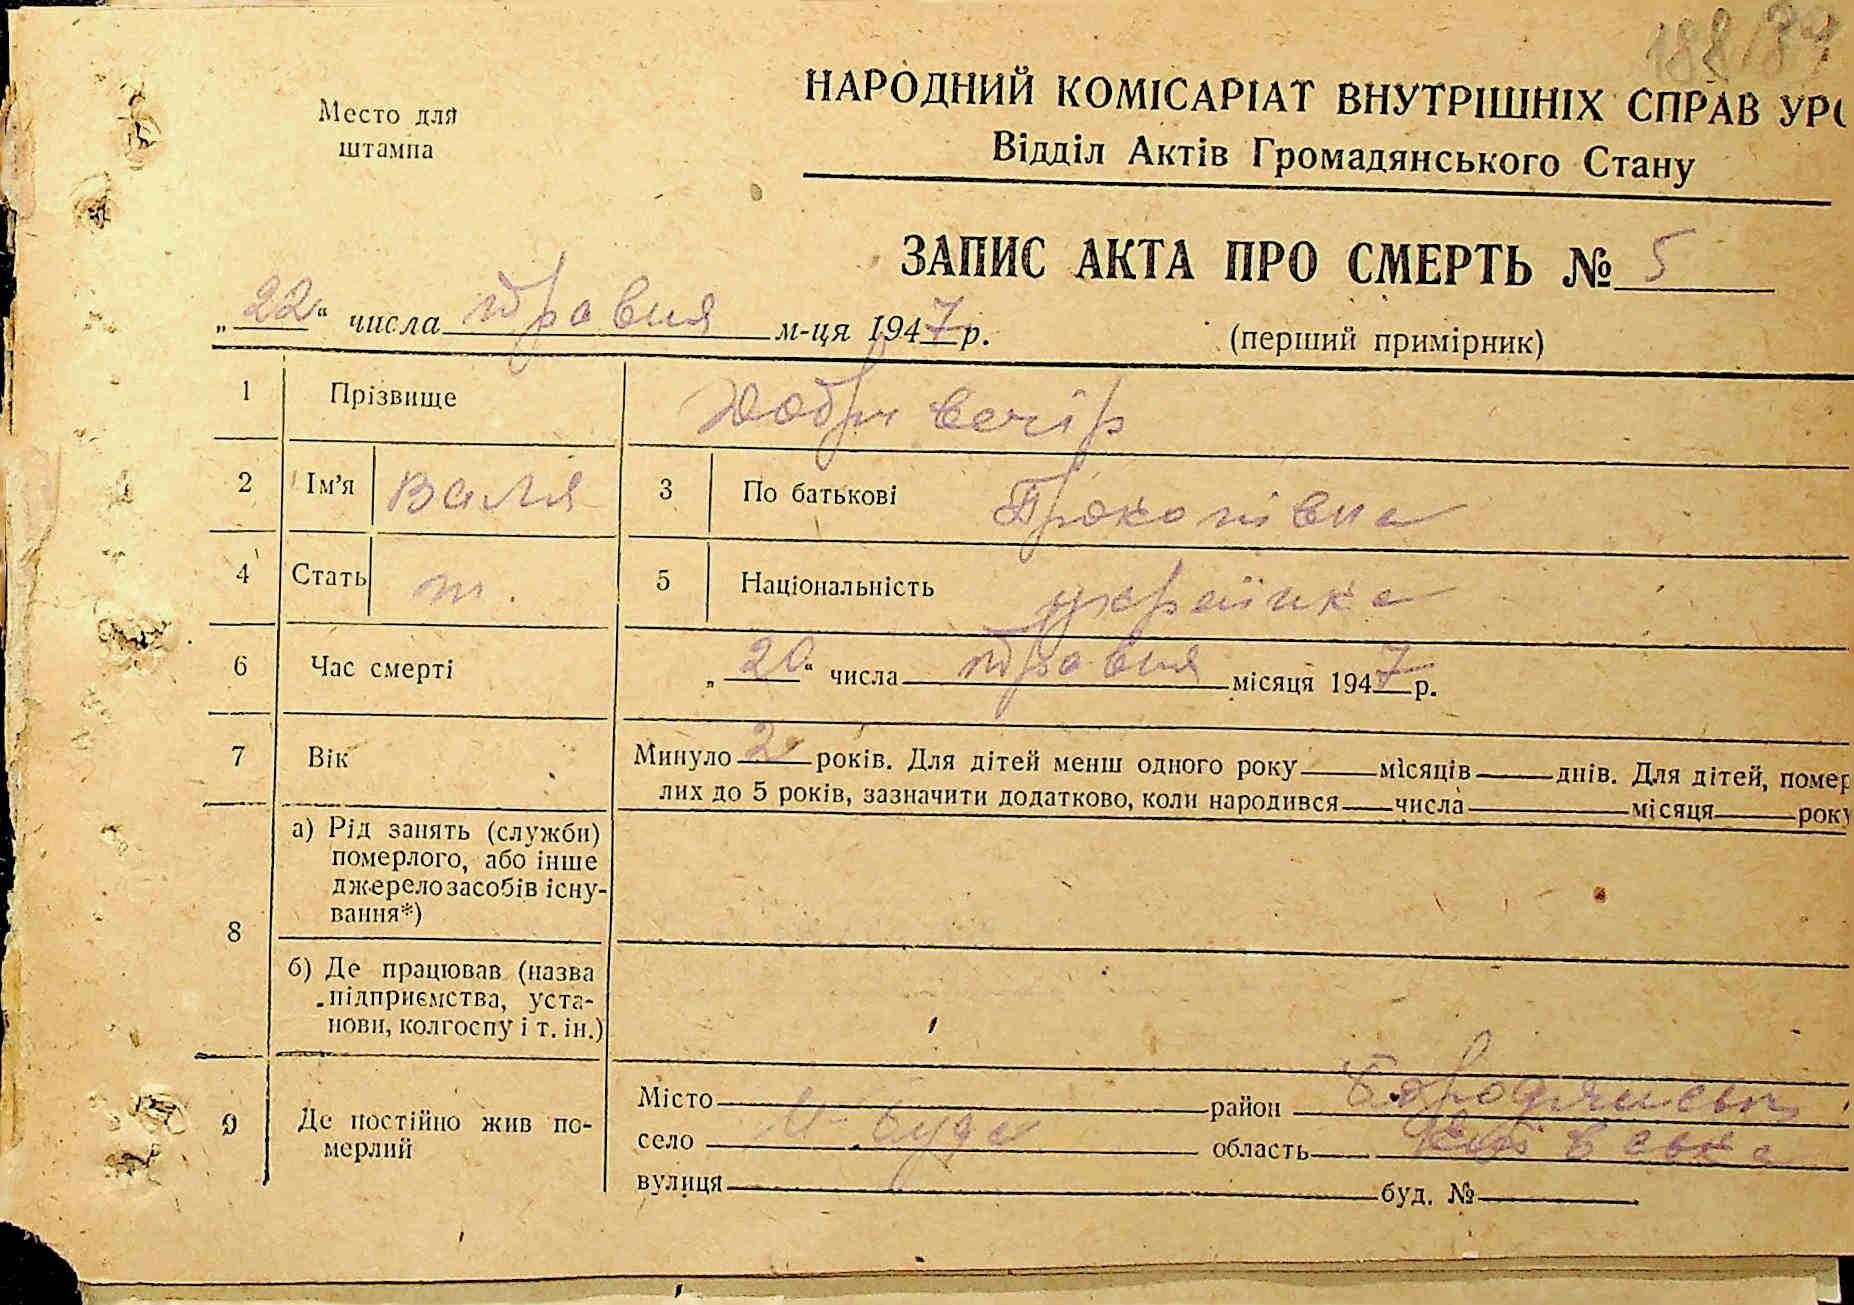 188/87
Место для
штампа
НАРОДНИЙ КОМІСАРІАТ ВНУТРІШНІХ СПРАВ УРС
Відділ Актів Громадянського Стану
ЗАПИС АКТА ПРО СМЕРТЬ № 5
„22“ числа травня м-ця 1947 р.
(перший примірник)
1 Прізвище Добривечір
2 Ім'я Валя 3 По батькові Прокопівна
4 Стать ж. 5 Національність українка
6 Час смерті „20“ числа травня місяця 1947 р.
7 Вік Минуло 2 років. Для дітей менш одного року місяців днів. Для дітей, помер
лих до 5 років, зазначити додатково, коли народився числа місяця року
8 а) Рід занять (служби)
померлого, або інше
джерело засобів існу-
вання*)
б) Де працював (назва
підприємства, уста-
нови, колгоспу і т. ін.)
9 Де постійно жив по-
мерлий
Місто район Бородянськ
село Буда область Київська
вулиця буд. №